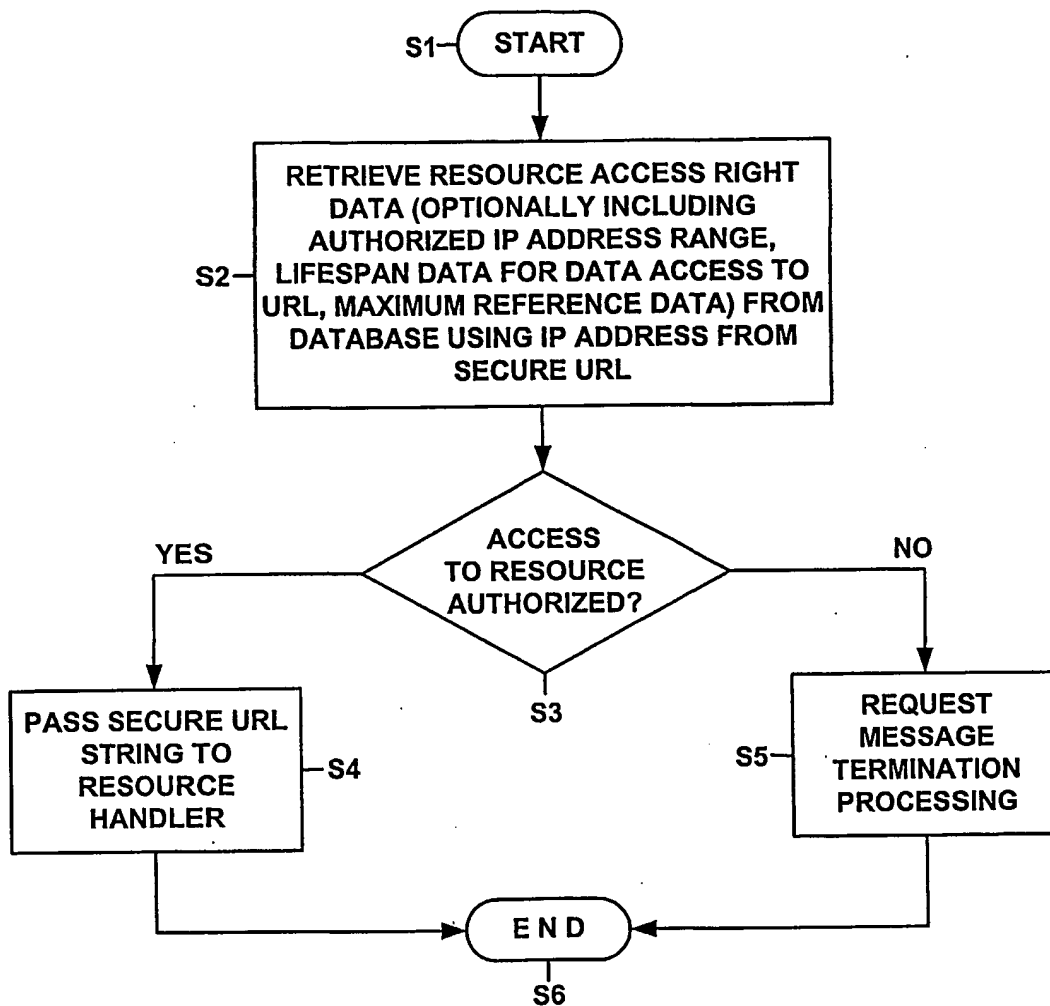 S1
START
RETRIEVE RESOURCE ACCESS RIGHT
DATA (OPTIONALLY INCLUDING
AUTHORIZED IP ADDRESS RANGE,
S2
LIFESPAN DATA FOR DATA ACCESS TO
URL, MAXIMUM REFERENCE DATA) FROM
DATABASE USING IP ADDRESS FROM
SECURE URL
ACCESS
TO RESOURCE
AUTHORIZED?
YES
NO
S3
PASS SECURE URL
STRING TO
RESOURCE
HANDLER
S4
REQUEST
MESSAGE
TERMINATION
PROCESSING
S5
END
S6